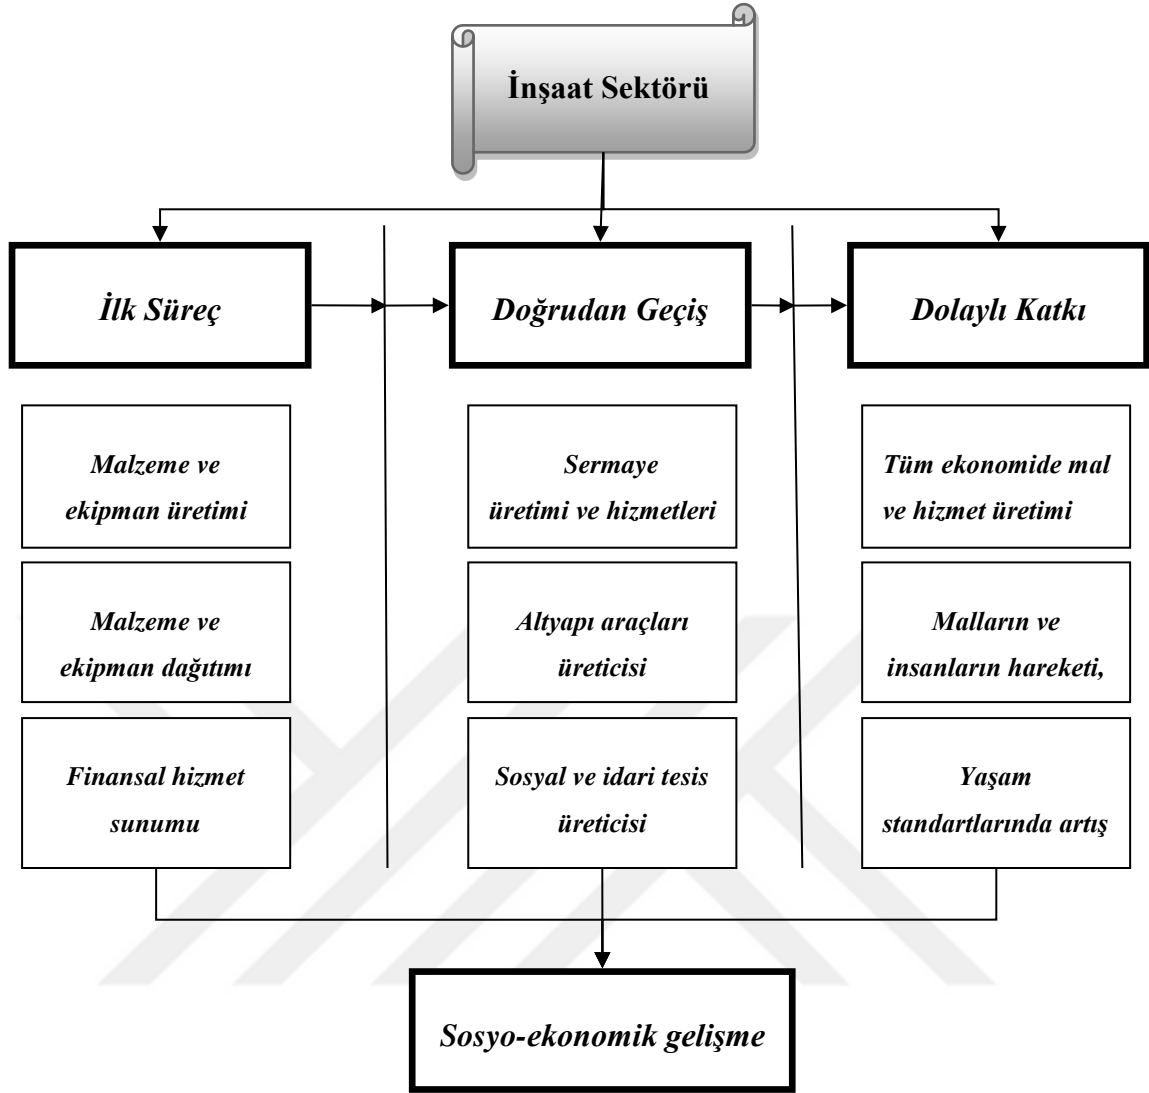 İnşaat Sektörü
İlk Süreç
Doğrudan Geçiş
Dolaylı Katkı
Malzeme ve
ekipman üretimi
Sermaye
üretimi ve hizmetleri
Tüm ekonomide mal
ve hizmet üretimi
Malzeme ve
ekipman dağıtımı
Altyapı araçları
üreticisi
Malların ve
insanların hareketi,
Finansal hizmet
sunumu
Sosyal ve idari tesis
üreticisi
Yaşam
standartlarında artış
Sosyo-ekonomik gelişme